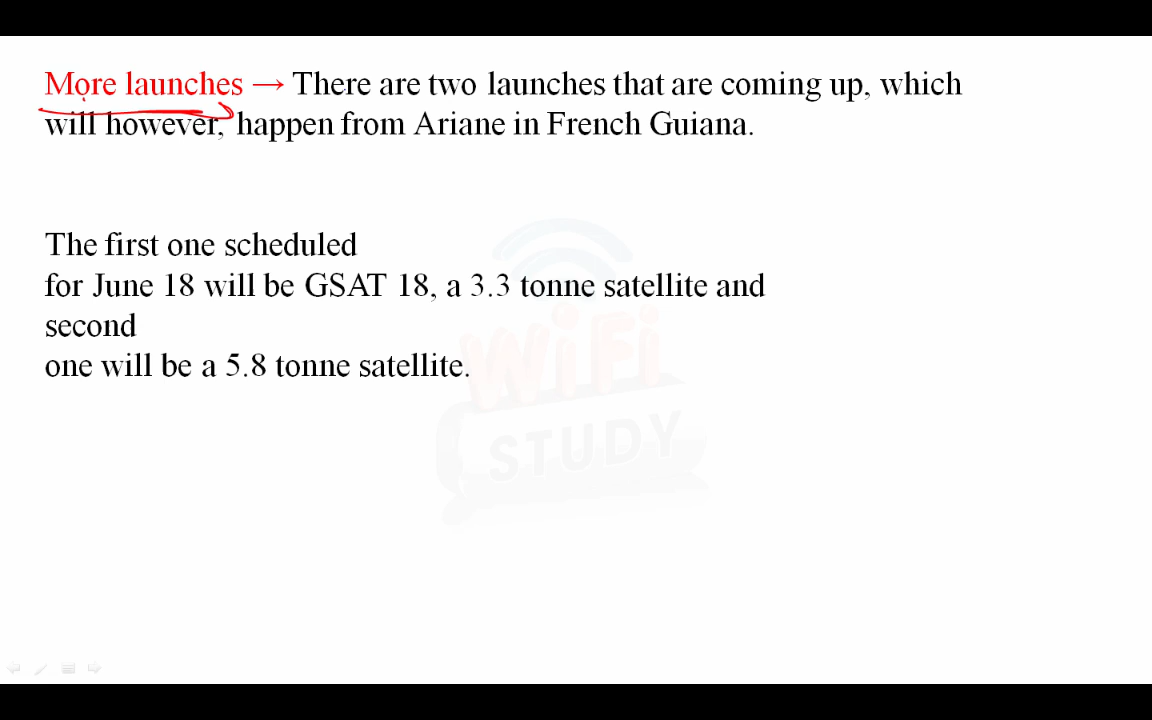 More launches → There are two launches that are coming up, which
will however, happen from Ariane in French Guiana.
The first one scheduled
for June 18 will be GSAT 18, a 3.3 tonne satellite and
second
one will be a 5.8 tonne satellite.
WiFi
STUDY